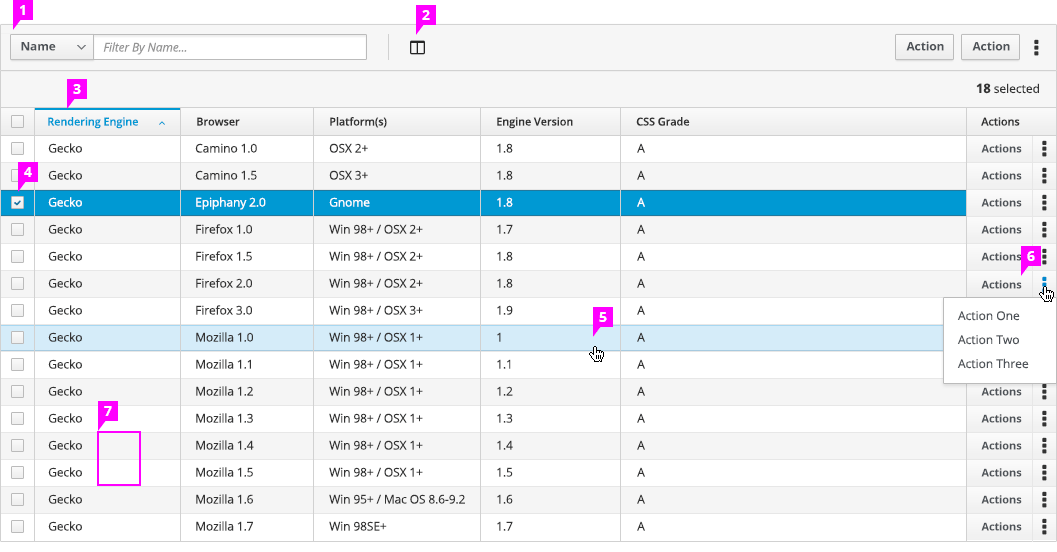 1
2
Name Filter By Name... Action Action
18 selected
3
Rendering Engine Browser Platform(s) Engine Version CSS Grade Actions
Gecko Camino 1.0 OSX 2+ 1.8 A Actions
4
Gecko Camino 1.5 OSX 3+ 1.8 A Actions
Gecko Epiphany 2.0 Gnome 1.8 A Actions
Gecko Firefox 1.0 Win 98+ / OSX 2+ 1.7 A Actions
Gecko Firefox 1.5 Win 98+ / OSX 2+ 1.8 A Actions
6
Gecko Firefox 2.0 Win 98+ / OSX 2+ 1.8 A Actions
Gecko Firefox 3.0 Win 98+ / OSX 3+ 1.9 A
Action One
5
Gecko Mozilla 1.0 Win 98+ / OSX 1+ 1 A
Action Two
Gecko Mozilla 1.1 Win 98+ / OSX 1+ 1.1 A
Action Three
Gecko Mozilla 1.2 Win 98+ / OSX 1+ 1.2 A Actions
7
Gecko Mozilla 1.3 Win 98+ / OSX 1+ 1.3 A Actions
Gecko Mozilla 1.4 Win 98+ / OSX 1+ 1.4 A Actions
Gecko Mozilla 1.5 Win 98+ / OSX 1+ 1.5 A Actions
Gecko Mozilla 1.6 Win 95+ / Mac OS 8.6-9.2 1.6 A Actions
Gecko Mozilla 1.7 Win 98SE+ 1.7 A Actions